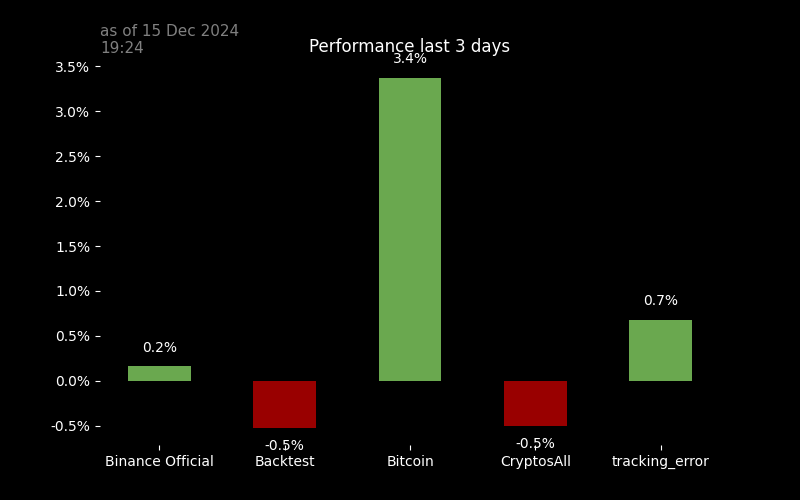 as of 15 Dec 2024
19:24
Performance last 3 days
3.5%
3.0%
2.5%
2.0%
1.5%
1.0%
0.5%
0.0%
-0.5%
0.2%
-0.5%
3.4%
-0.5%
0.7%
Binance Official
Backtest
Bitcoin
CryptosAll
tracking_error